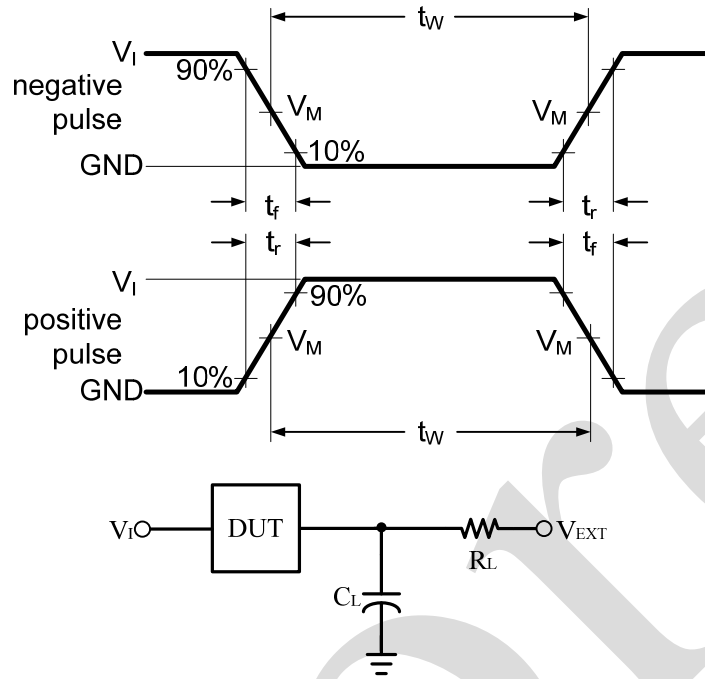 tW
VI
90%
negative
pulse
VM
VM
10%
GND
tf
tr
tr
tf
VI
90%
positive
pulse
VM
VM
10%
GND
tW
VI
DUT
VEXT
RL
CL